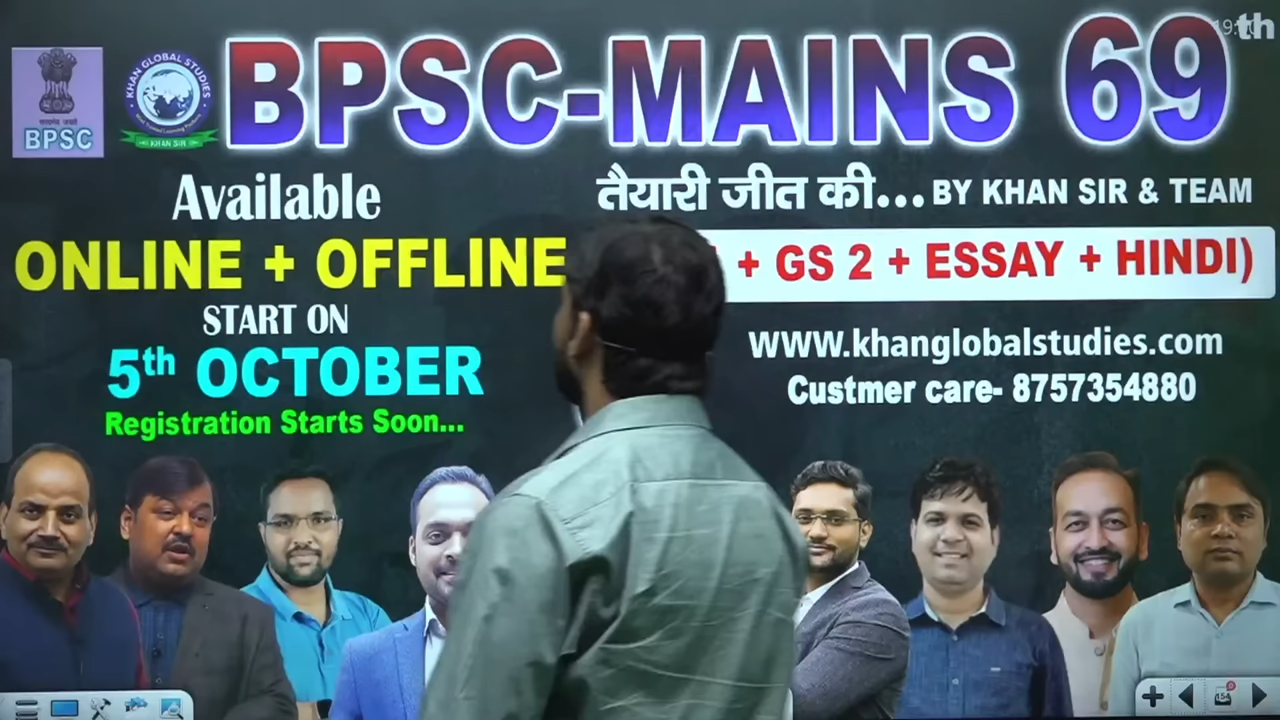 BPSC-MAINS 69th
BPSC
KHAN GLOBAL STUDIES
KHAN SIR
तैयारी जीत की... BY KHAN SIR & TEAM
Available
ONLINE + OFFLINE
+ GS 2 + ESSAY + HINDI)
START ON
5th OCTOBER
Registration Starts Soon...
www.khanglobalstudies.com
Custmer care- 8757354880